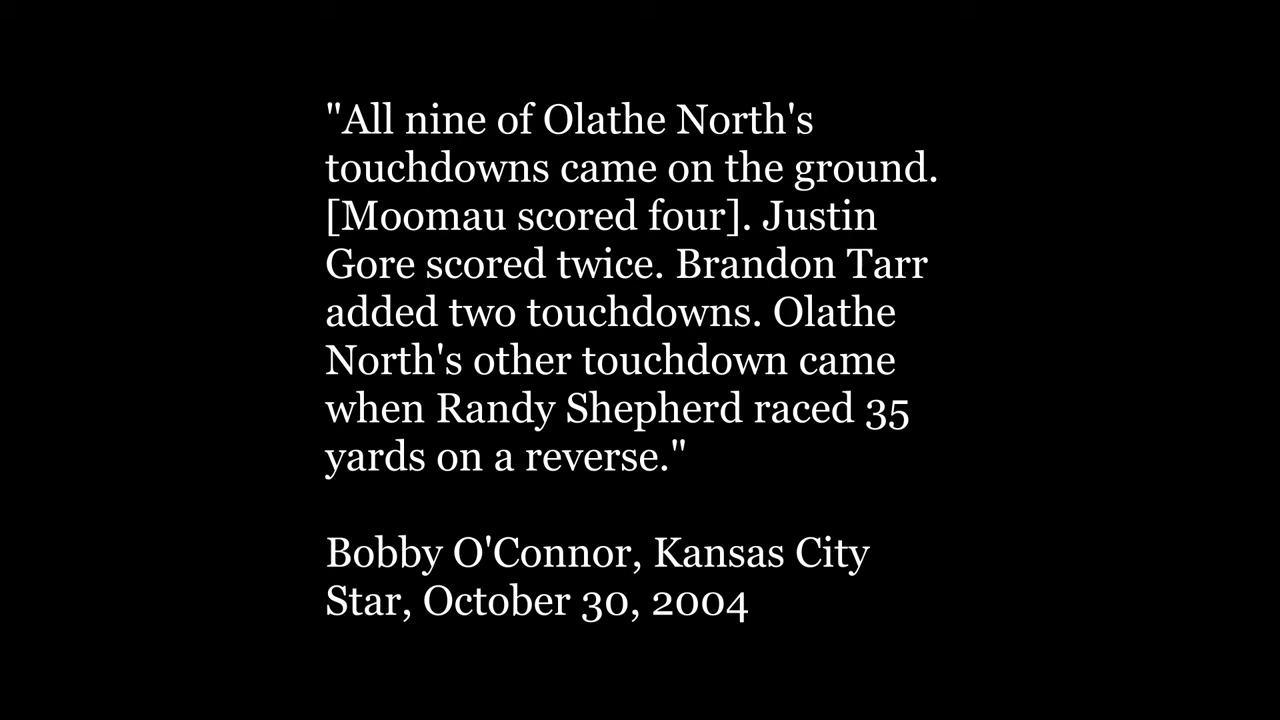 "All nine of Olathe North's
touchdowns came on the ground.
[Moomau scored four]. Justin
Gore scored twice. Brandon Tarr
added two touchdowns. Olathe
North's other touchdown came
when Randy Shepherd raced 35
yards on a reverse."
Bobby O'Connor, Kansas City
Star, October 30, 2004